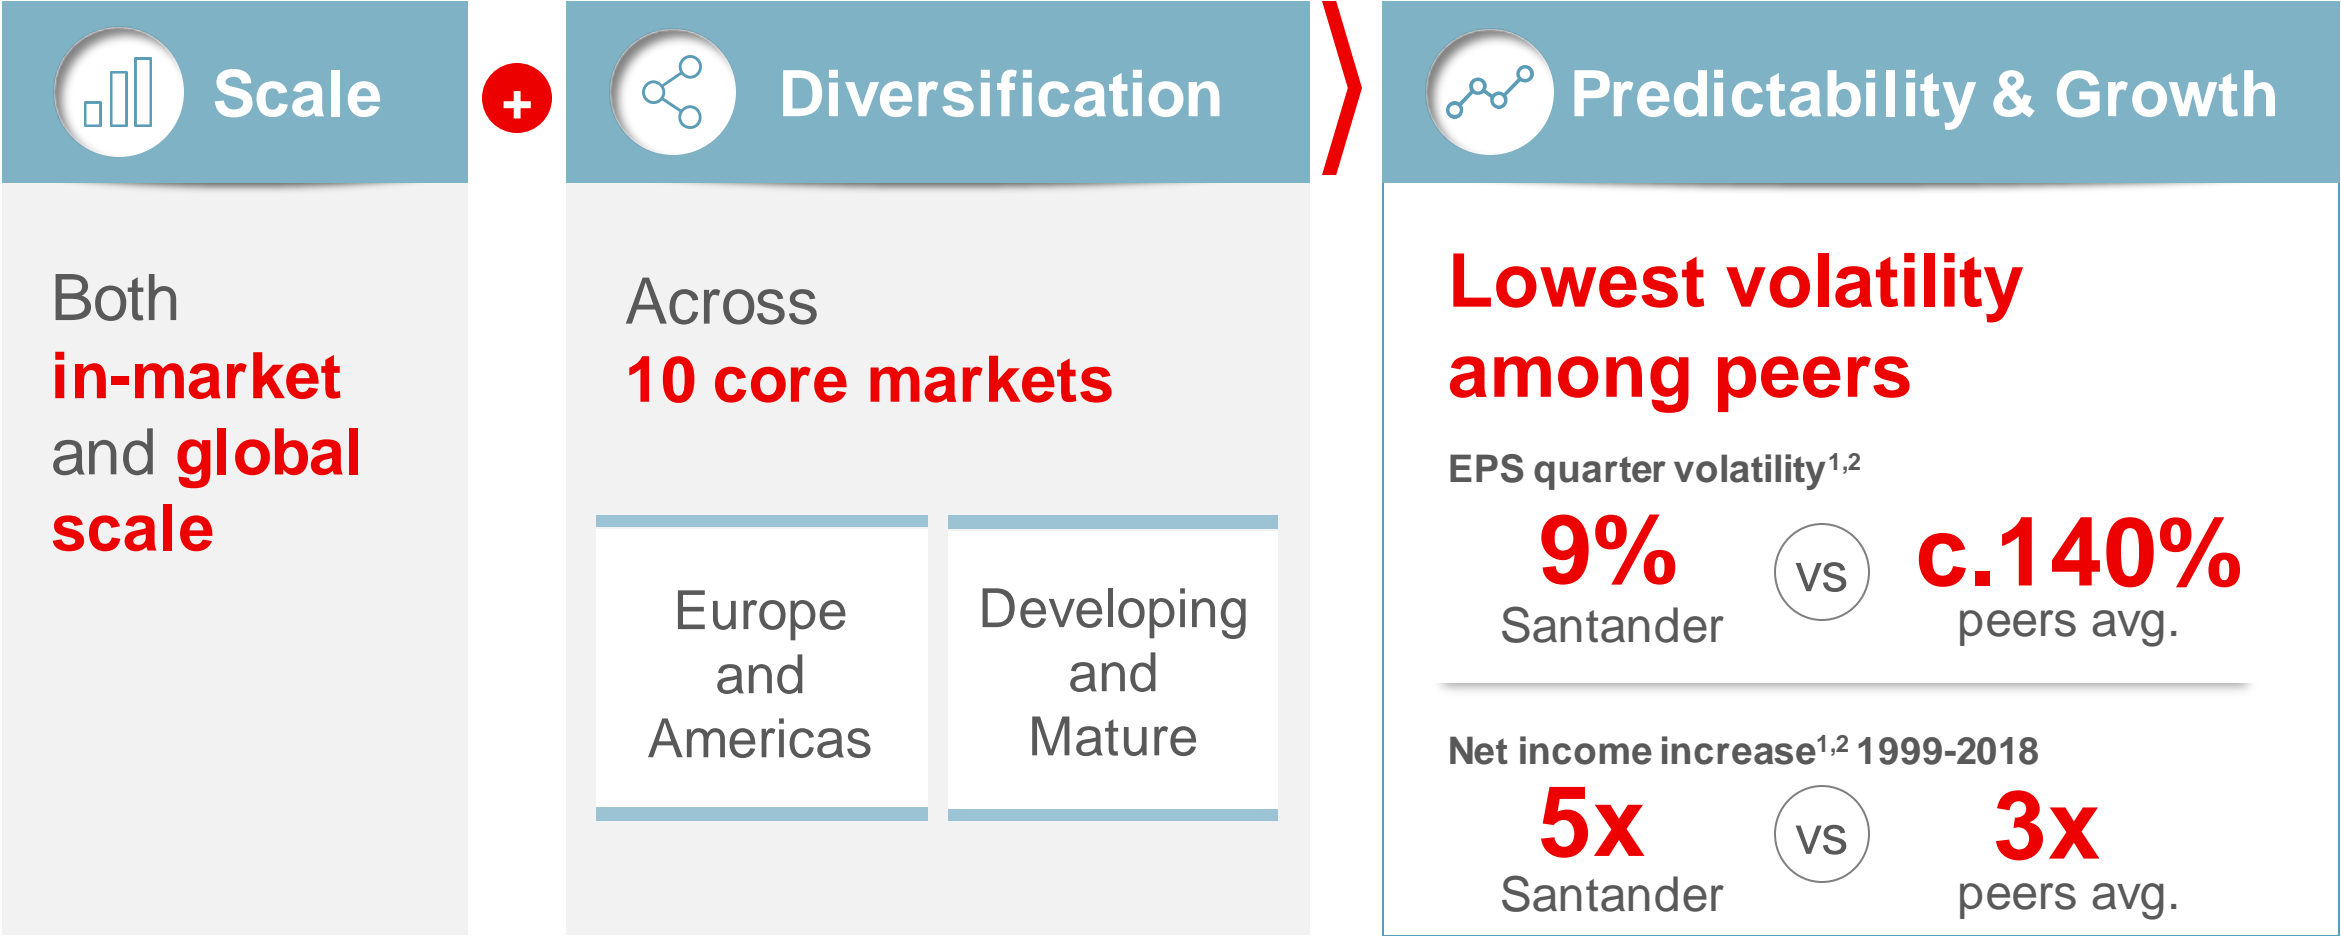 Scale
Both
in-market
and global
scale
+
Diversification
Across
10 core markets
Europe
and
Americas
Developing
and
Mature
Predictability & Growth
Lowest volatility
among peers
EPS quarter volatility1,2
9% vs c.140%
Santander peers avg.
Net income increase1,2 1999-2018
5x vs 3x
Santander peers avg.